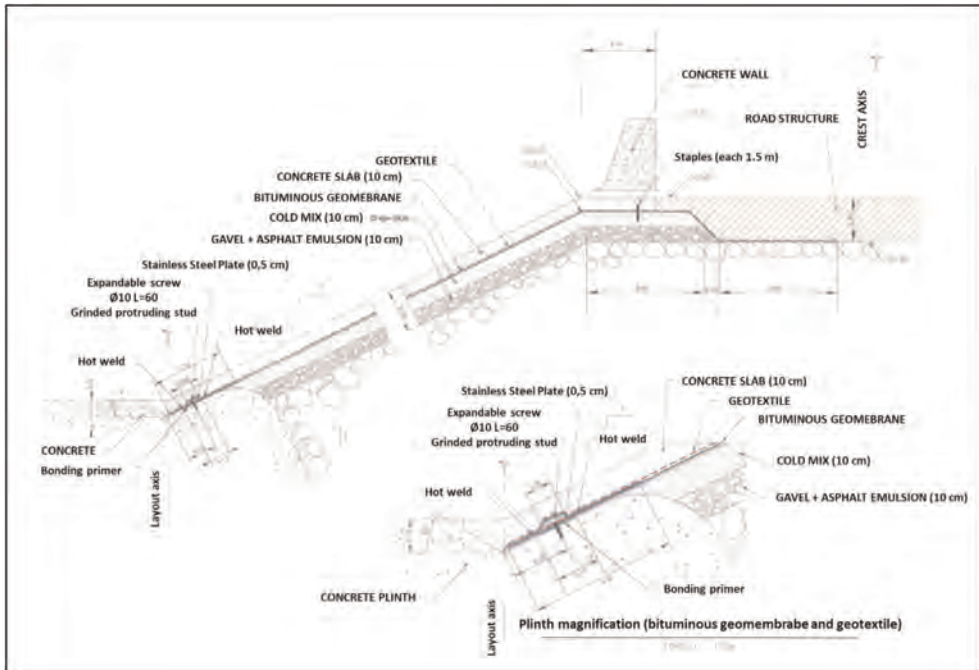 CONCRETE WALL
ROAD STRUCTURE
CREST AXIS
GEOTEXTILE
Staples (each 1.5 m)
CONCRETE SLAB (10 cm)
BITUMINOUS GEOMEBRANE
COLD MIX (10 cm)
GAVEL + ASPHALT EMULSION (10 cm)
Stainless Steel Plate (0,5 cm)
Expandable screw
Ø10 L=60
Grinded protruding stud
Hot weld
Hot weld
CONCRETE
Bonding primer
Layout axis
Stainless Steel Plate (0,5 cm)
Expandable screw
Ø10 L=60
Grinded protruding stud
Hot weld
CONCRETE SLAB (10 cm)
GEOTEXTILE
BITUMINOUS GEOMEBRANE
COLD MIX (10 cm)
GAVEL + ASPHALT EMULSION (10 cm)
Hot weld
CONCRETE PLINTH
Bonding primer
Layout axis
Plinth magnification (bituminous geomembrabe and geotextile)